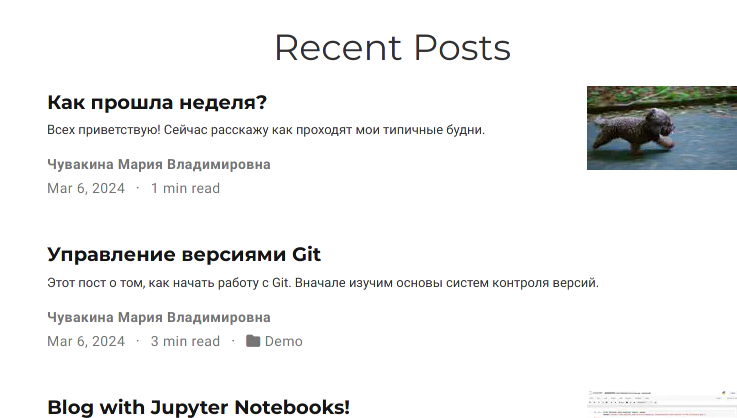 Recent Posts
Как прошла неделя?
Всех приветствую! Сейчас расскажу как проходят мои типичные будни.
Чувакина Мария Владимировна
Mar 6, 2024 · 1 min read
Управление версиями Git
Этот пост о том, как начать работу с Git. Вначале изучим основы систем контроля версий.
Чувакина Мария Владимировна
Mar 6, 2024 · 3 min read · Demo
Blog with Jupyter Notebooks!